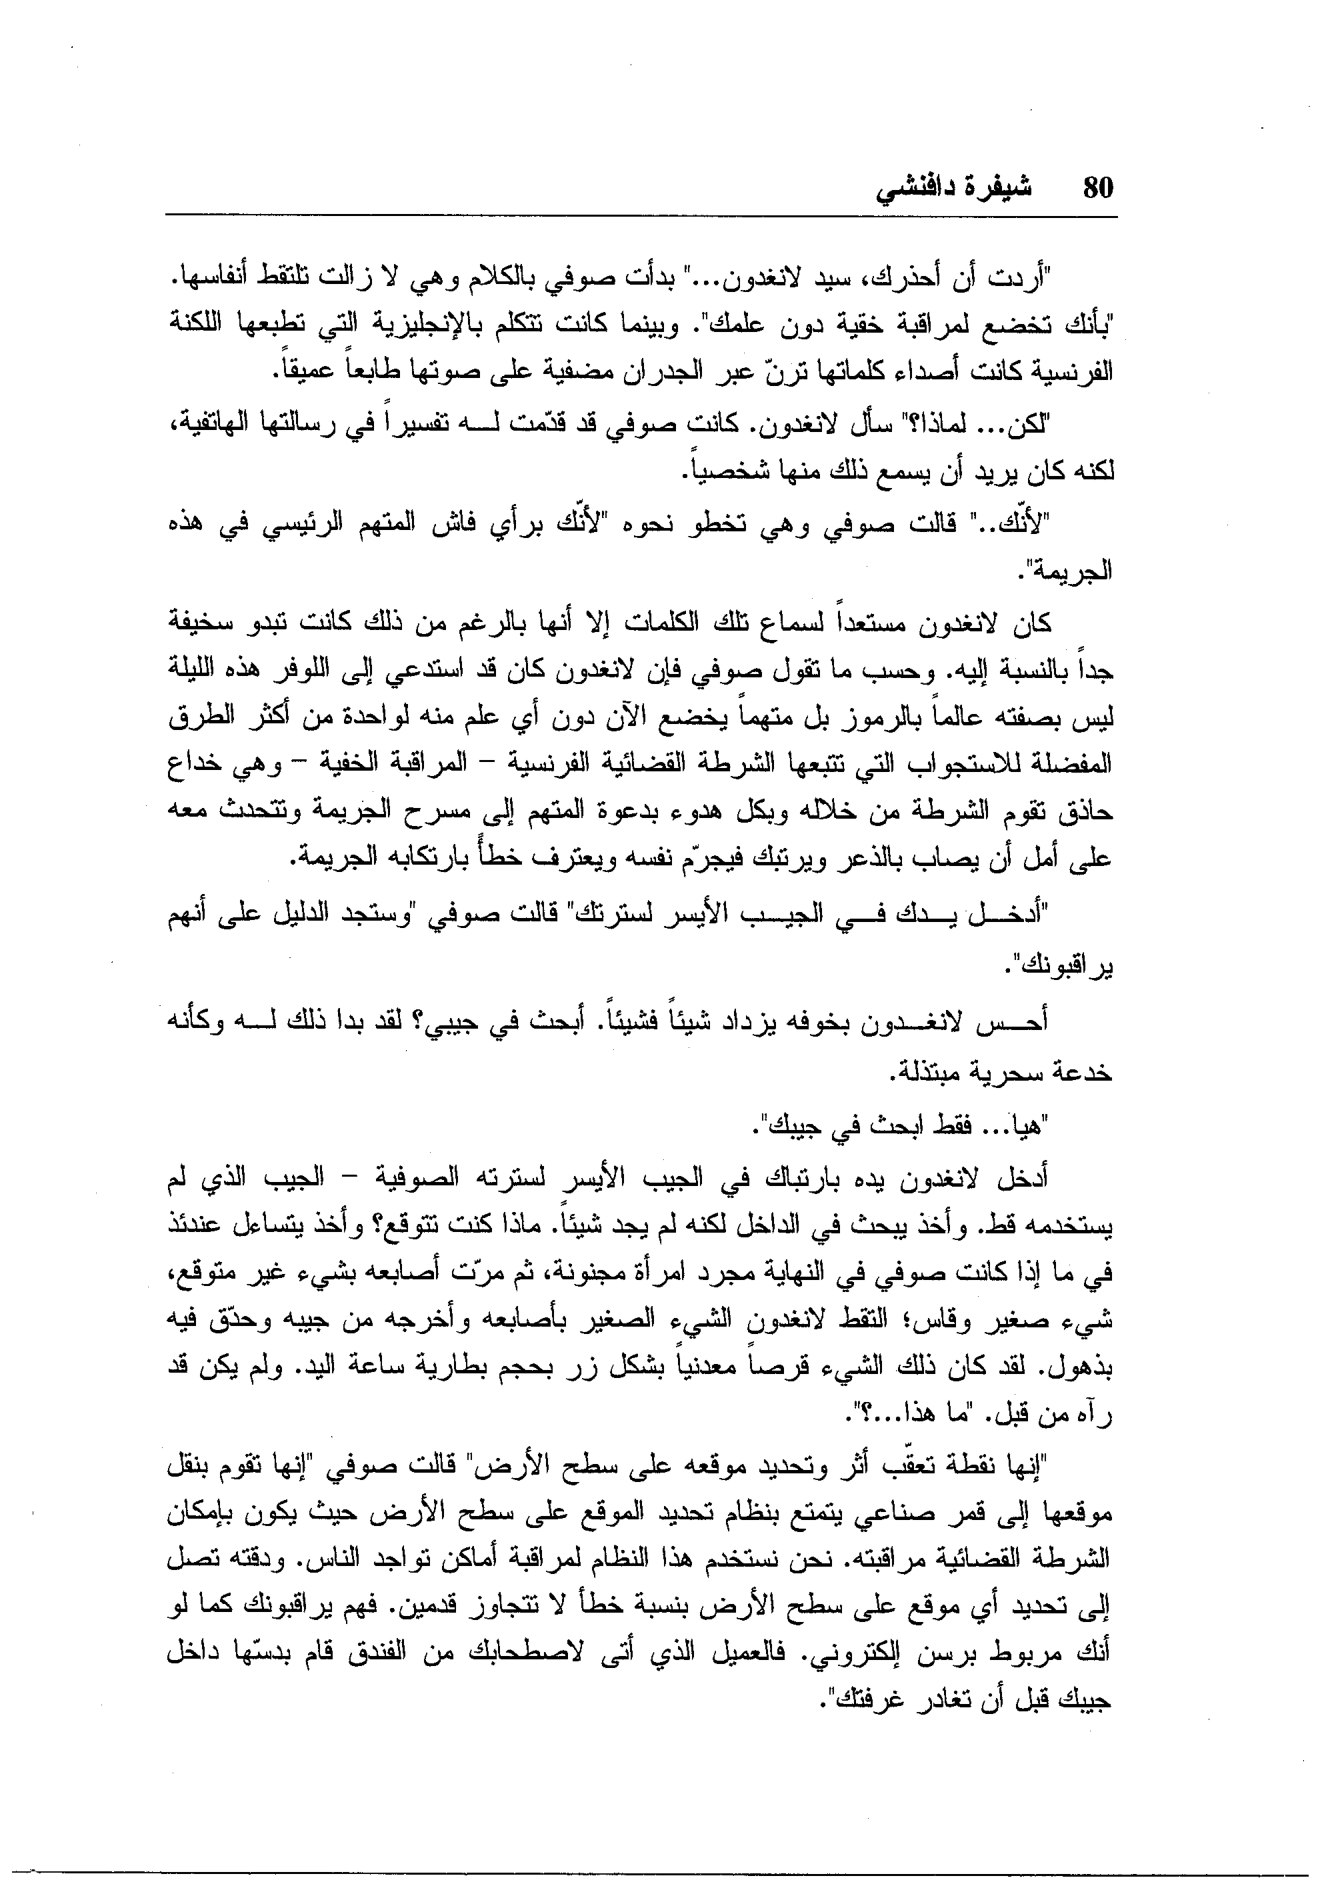 80 شيفرة دافنشي
"أردت أن أحذرك، سيد لانغدون..." بدأت صوفي بالكلام وهي لا زالت تلتقط أنفاسها.
"بأنك تخضع لمراقبة خفية دون علمك". وبينما كانت تتكلم بالإنجليزية التي تطبعها اللكنة
الفرنسية كانت أصداء كلماتها ترنّ عبر الجدران مضفية على صوتها طابعاً عميقاً.
"لكن... لماذا؟" سأل لانغدون. كانت صوفي قد قدّمت لـه تفسيراً في رسالتها الهاتفية،
لكنه كان يريد أن يسمع ذلك منها شخصياً.
"لأنّك.." قالت صوفي وهي تخطو نحوه "لأنّك برأي فاش المتهم الرئيسي في هذه
الجريمة".
كان لانغدون مستعداً لسماع تلك الكلمات إلا أنها بالرغم من ذلك كانت تبدو سخيفة
جداً بالنسبة إليه. وحسب ما تقول صوفي فإن لانغدون كان قد استدعي إلى اللوفر هذه الليلة
ليس بصفته عالماً بالرموز بل متهماً يخضع الآن دون أي علم منه لواحدة من أكثر الطرق
المفضلة للاستجواب التي تتبعها الشرطة القضائية الفرنسية – المراقبة الخفية – وهي خداع
حاذق تقوم الشرطة من خلاله وبكل هدوء بدعوة المتهم إلى مسرح الجريمة وتتحدث معه
على أمل أن يصاب بالذعر ويرتبك فيجرّم نفسه ويعترف خطأً بارتكابه الجريمة.
"أدخـل يـدك فـي الجيـب الأيسر لسترتك" قالت صوفي "وستجد الدليل على أنهم
يراقبونك".
أحـس لانغـدون بخوفه يزداد شيئاً فشيئاً. أبحث في جيبي؟ لقد بدا ذلك لـه وكأنه
خدعة سحرية مبتذلة.
"هيا... فقط ابحث في جيبك".
أدخل لانغدون يده بارتباك في الجيب الأيسر لسترته الصوفية – الجيب الذي لم
يستخدمه قط. وأخذ يبحث في الداخل لكنه لم يجد شيئاً. ماذا كنت تتوقع؟ وأخذ يتساءل عندئذ
في ما إذا كانت صوفي في النهاية مجرد امرأة مجنونة، ثم مرّت أصابعه بشيء غير متوقع،
شيء صغير وقاس؛ التقط لانغدون الشيء الصغير بأصابعه وأخرجه من جيبه وحدّق فيه
بذهول. لقد كان ذلك الشيء قرصاً معدنياً بشكل زر بحجم بطارية ساعة اليد. ولم يكن قد
رآه من قبل. "ما هذا...؟".
"إنها نقطة تعقّب أثر وتحديد موقعه على سطح الأرض" قالت صوفي "إنها تقوم بنقل
موقعها إلى قمر صناعي يتمتع بنظام تحديد الموقع على سطح الأرض حيث يكون بإمكان
الشرطة القضائية مراقبته. نحن نستخدم هذا النظام لمراقبة أماكن تواجد الناس. ودقته تصل
إلى تحديد أي موقع على سطح الأرض بنسبة خطأ لا تتجاوز قدمين. فهم يراقبونك كما لو
أنك مربوط برسن إلكتروني. فالعميل الذي أتى لاصطحابك من الفندق قام بدسّها داخل
جيبك قبل أن تغادر غرفتك".